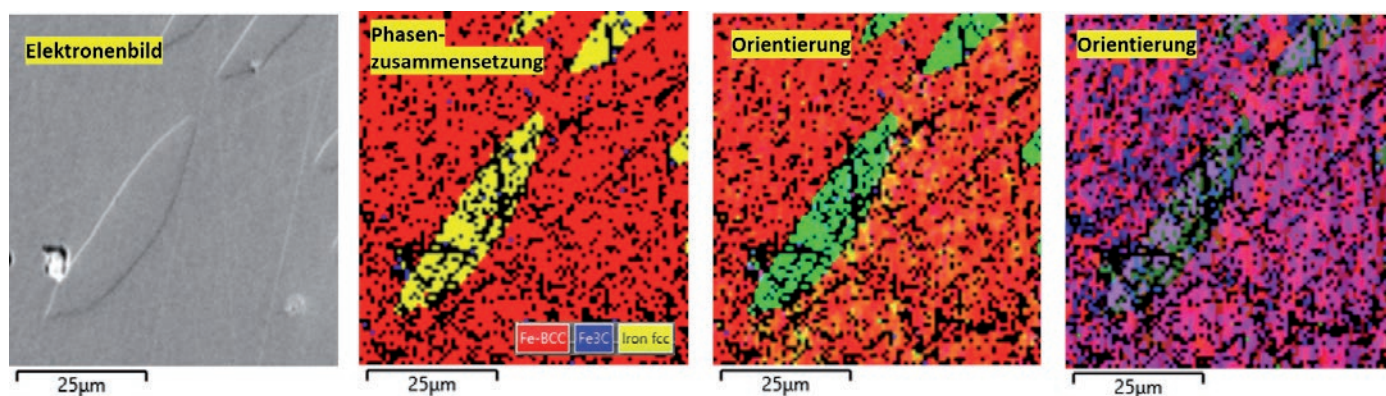 Elektronenbild
Phasen-
zusammensetzung
Orientierung
Orientierung
Fe-BCC
Fe3C
Iron fcc
25µm
25µm
25µm
25µm